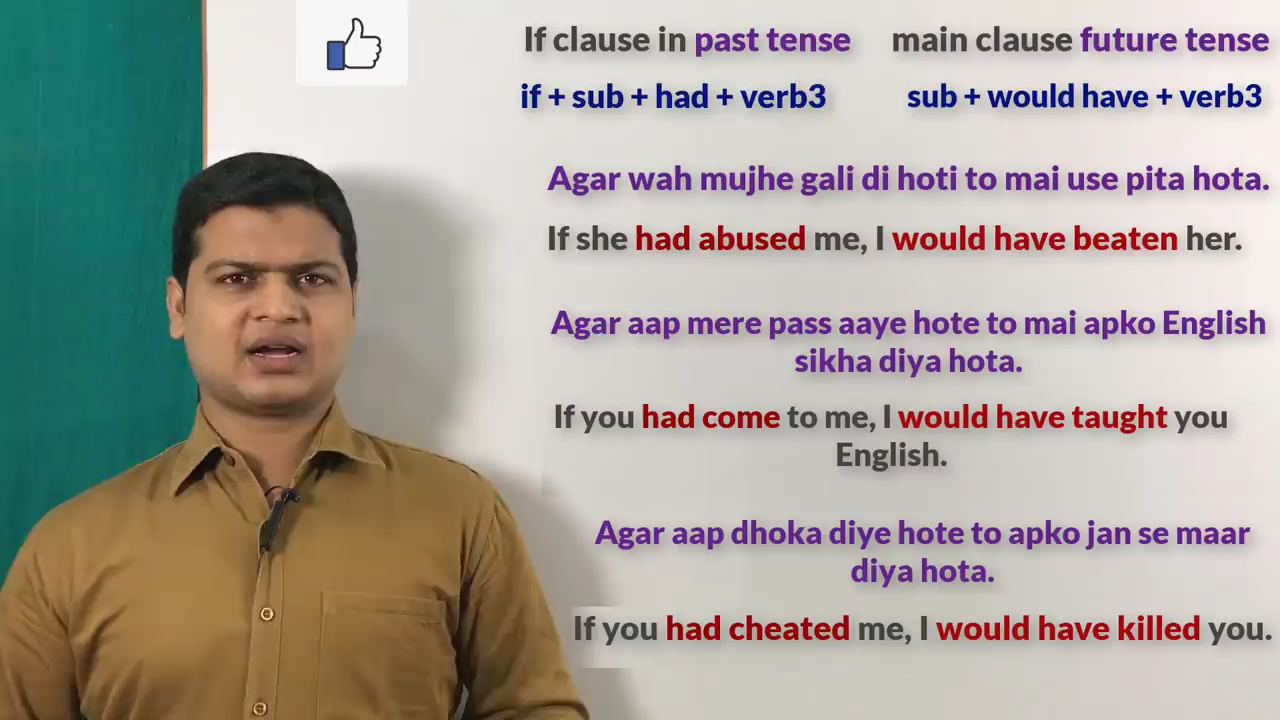 If clause in past tense main clause future tense
if + sub + had + verb3 sub + would have + verb3
Agar wah mujhe gali di hoti to mai use pita hota.
If she had abused me, I would have beaten her.
Agar aap mere pass aaye hote to mai apko English
sikha diya hota.
If you had come to me, I would have taught you
English.
Agar aap dhoka diye hote to apko jan se maar
diya hota.
If you had cheated me, I would have killed you.